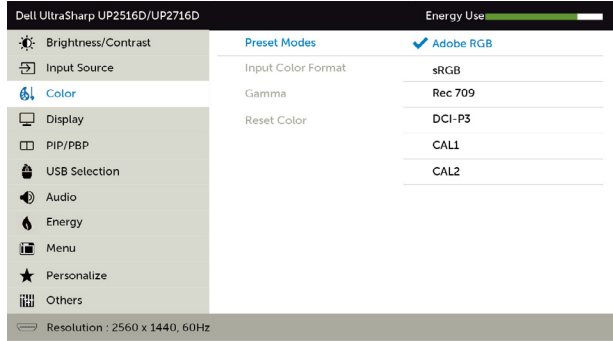 Dell UltraSharp UP2516D/UP2716D
Energy Use
Brightness/Contrast
Input Source
Color
Display
PIP/PBP
USB Selection
Audio
Energy
Menu
Personalize
Others
Preset Modes
Input Color Format
Gamma
Reset Color
Adobe RGB
sRGB
Rec 709
DCI-P3
CAL1
CAL2
Resolution : 2560 x 1440, 60Hz